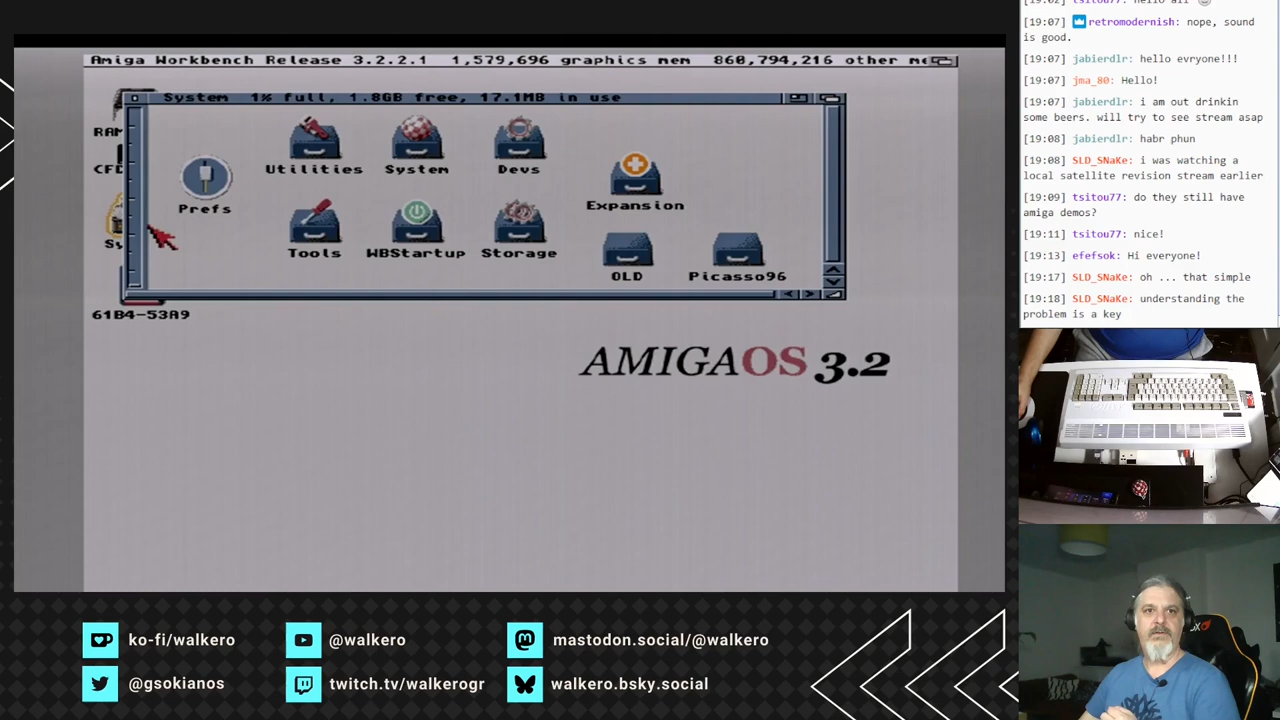 Amiga Workbench Release 3.2.2.1 1,579,696 graphics mem 860,794,216 other me
System 1% full, 1.8GB free, 17.1MB in use
RAM
CFD
Sy
Prefs
Utilities
System
Devs
Expansion
Tools
WBStartup
Storage
OLD
Picasso96
61B4-53A9
AMIGAOS 3.2
[19:02] tsitou77: hello all
[19:07] retromodernish: nope, sound
is good.
[19:07] jabierdlr: hello evryone!!!
[19:07] jma_80: Hello!
[19:07] jabierdlr: i am out drinkin
some beers. will try to see stream asap
[19:08] jabierdlr: habr phun
[19:08] SLD_SNaKe: i was watching a
local satellite revision stream earlier
[19:09] tsitou77: do they still have
amiga demos?
[19:11] tsitou77: nice!
[19:13] efefsok: Hi everyone!
[19:17] SLD_SNaKe: oh ... that simple
[19:18] SLD_SNaKe: understanding the
problem is a key
ko-fi/walkero
@walkero
mastodon.social/@walkero
@gsokianos
twitch.tv/walkerogr
walkero.bsky.social